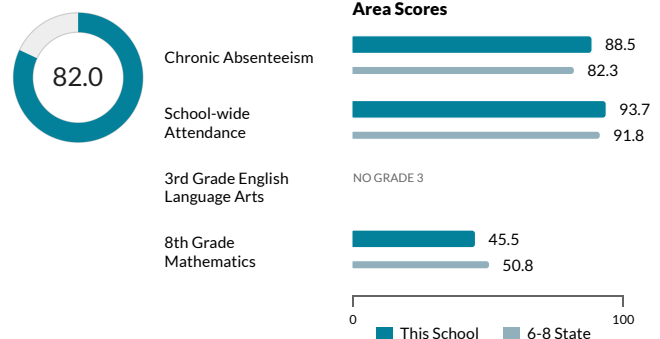 Area Scores
82.0
Chronic Absenteeism
88.5
82.3
School-wide
Attendance
93.7
91.8
3rd Grade English
Language Arts
NO GRADE 3
8th Grade
Mathematics
45.5
50.8
0 100
This School 6-8 State